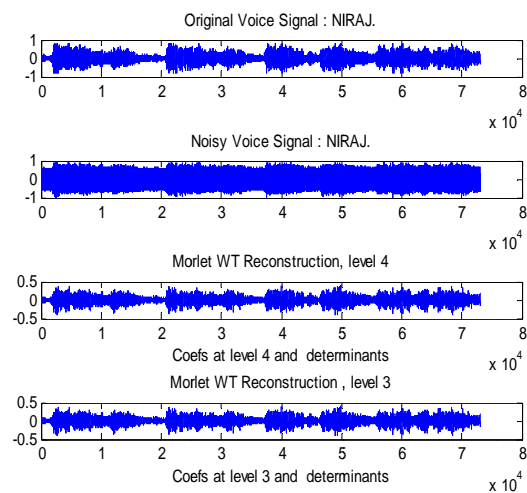 Original Voice Signal : NIRAJ.
1
0
-1
0 1 2 3 4 5 6 7 8
x 10^4
Noisy Voice Signal : NIRAJ.
1
0
-1
0 1 2 3 4 5 6 7 8
x 10^4
Morlet WT Reconstruction, level 4
0.5
0
-0.5
0 1 2 3 4 5 6 7 8
Coefs at level 4 and determinants
x 10^4
Morlet WT Reconstruction , level 3
0.5
0
-0.5
0 1 2 3 4 5 6 7 8
Coefs at level 3 and determinants
x 10^4